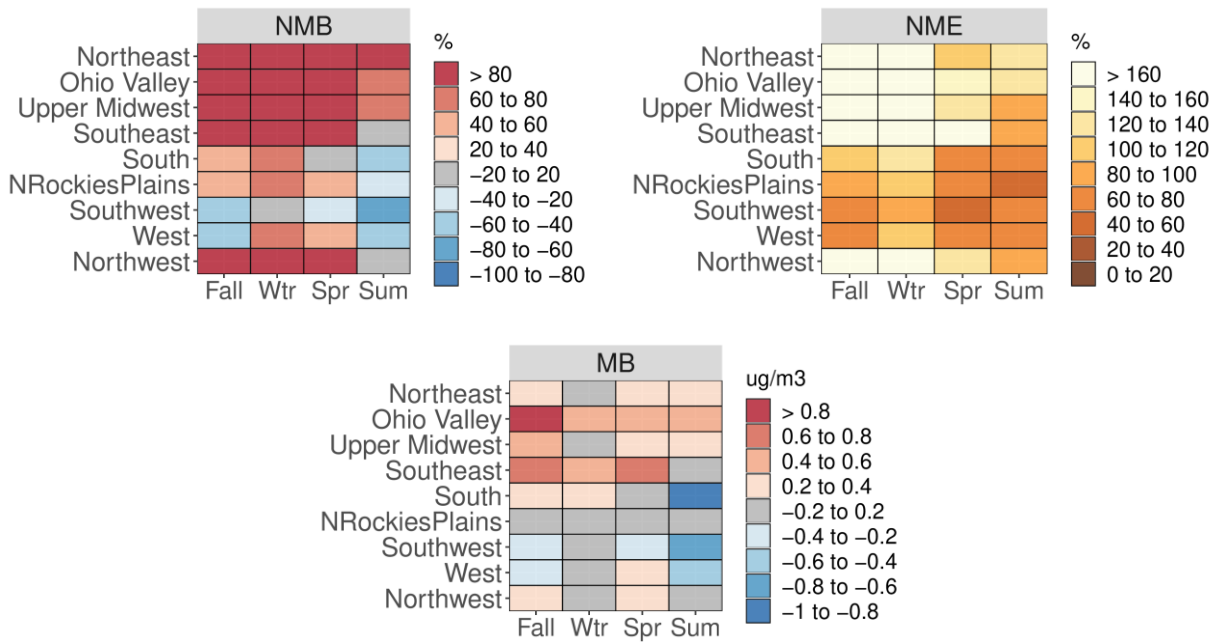 NMB
Northeast
Ohio Valley
Upper Midwest
Southeast
South
NRockiesPlains
Southwest
West
Northwest
Fall Wtr Spr Sum
%
> 80
60 to 80
40 to 60
20 to 40
−20 to 20
−40 to −20
−60 to −40
−80 to −60
−100 to −80
NME
Northeast
Ohio Valley
Upper Midwest
Southeast
South
NRockiesPlains
Southwest
West
Northwest
Fall Wtr Spr Sum
%
> 160
140 to 160
120 to 140
100 to 120
80 to 100
60 to 80
40 to 60
20 to 40
0 to 20
MB
Northeast
Ohio Valley
Upper Midwest
Southeast
South
NRockiesPlains
Southwest
West
Northwest
Fall Wtr Spr Sum
ug/m3
> 0.8
0.6 to 0.8
0.4 to 0.6
0.2 to 0.4
−0.2 to 0.2
−0.4 to −0.2
−0.6 to −0.4
−0.8 to −0.6
−1 to −0.8